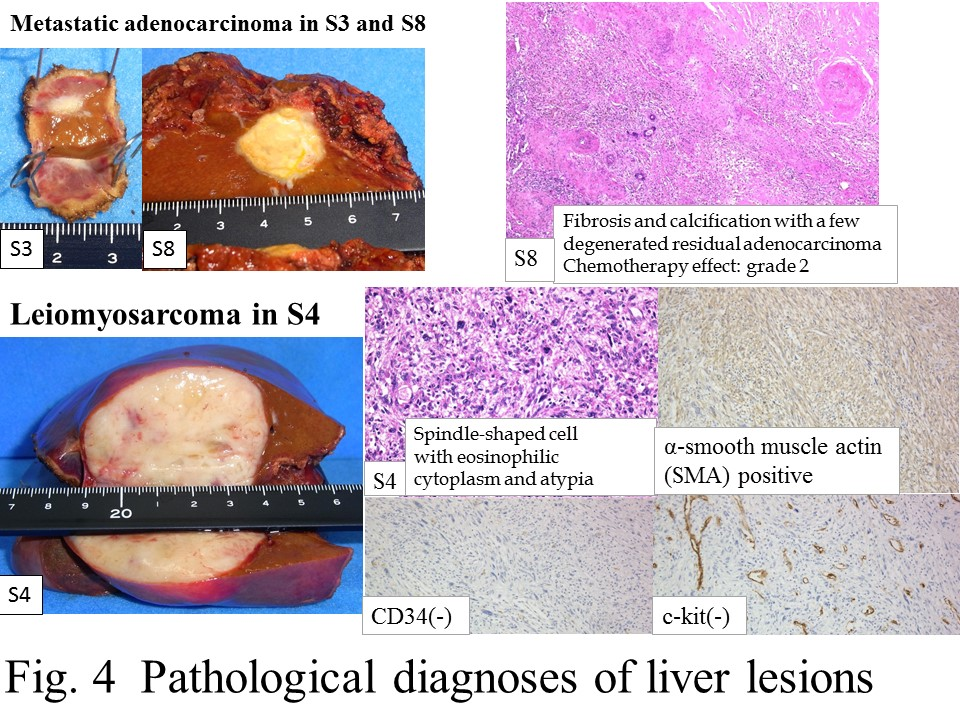 Metastatic adenocarcinoma in S3 and S8
S3
2 3
S8
2 3 4 5 6 7
S8
Fibrosis and calcification with a few
degenerated residual adenocarcinoma
Chemotherapy effect: grade 2
Leiomyosarcoma in S4
7 8 9 20 1 2 3 4 5 6
S4
S4
Spindle-shaped cell
with eosinophilic
cytoplasm and atypia
α-smooth muscle actin
(SMA) positive
CD34(-)
c-kit(-)
Fig. 4 Pathological diagnoses of liver lesions